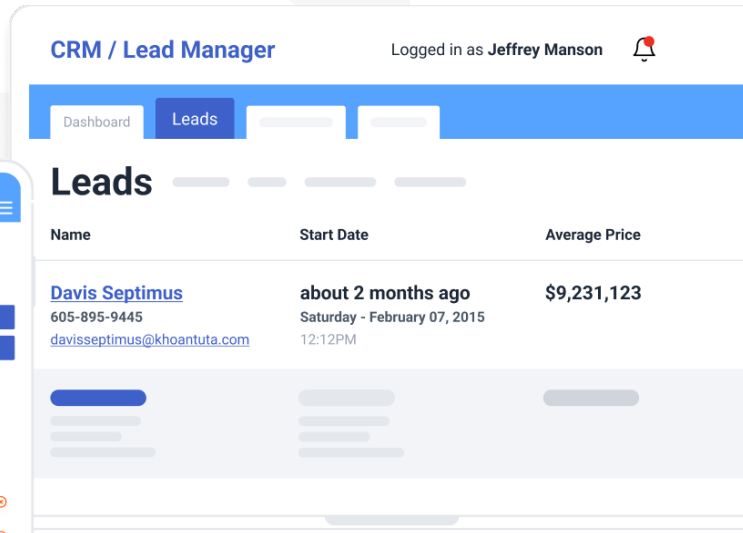 CRM / Lead Manager
Logged in as Jeffrey Manson
Dashboard
Leads
Leads
Name
Start Date
Average Price
Davis Septimus
about 2 months ago
$9,231,123
605-895-9445
Saturday - February 07, 2015
davisseptimus@khoantuta.com
12:12PM